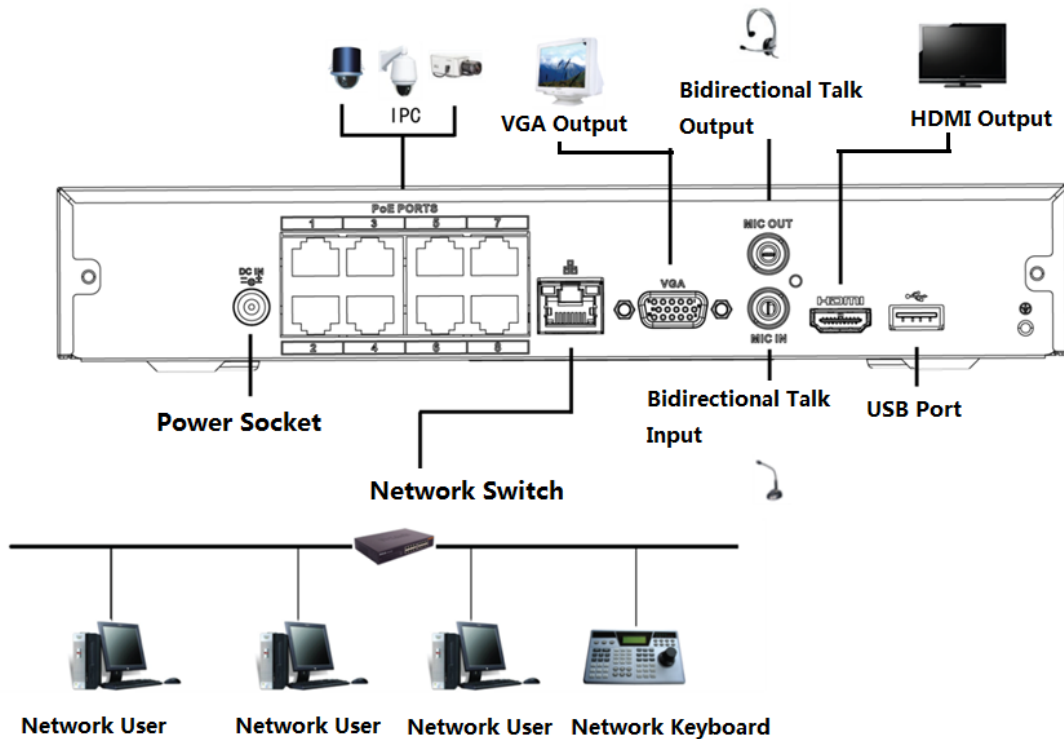 IPC
VGA Output
Bidirectional Talk
Output
HDMI Output
PoE PORTS
1 3 5 7
MIC OUT
DC IN
VGA
HDMI
2 4 6 8
MIC IN
Power Socket
Bidirectional Talk
Input
USB Port
Network Switch
Network User
Network User
Network User
Network Keyboard